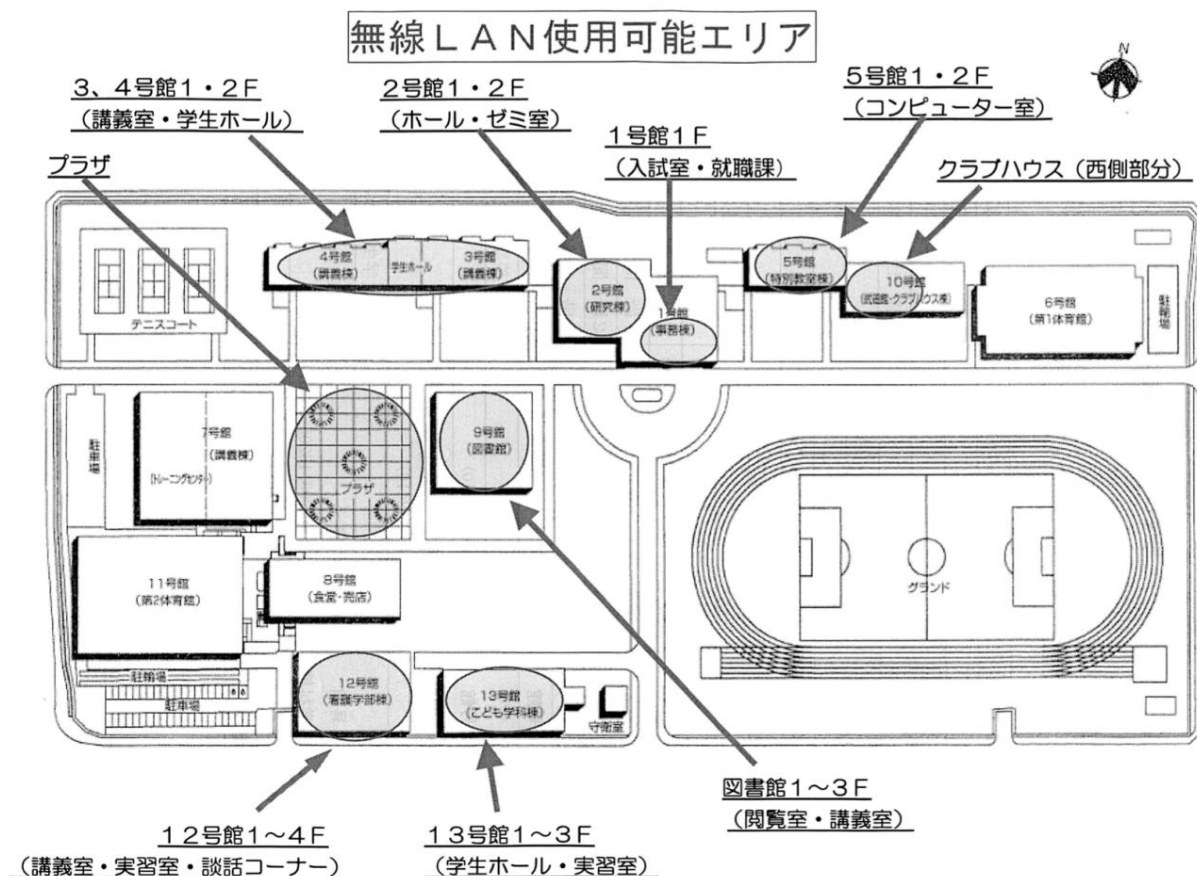 無線ＬＡＮ使用可能エリア
N
3、4号館1・2F
（講義室・学生ホール）
2号館1・2F
（ホール・ゼミ室）
5号館1・2F
（コンピューター室）
1号館1F
（入試室・就職課）
プラザ
クラブハウス（西側部分）
4号館
（講義棟）
学生ホール
3号館
（講義棟）
5号館
（特別教室棟）
2号館
（研究棟）
1号館
（事務棟）
10号館
（武道館・クラブハウス棟）
6号館
（第1体育館）
駐輪場
テニスコート
駐車場
7号館
（講義棟）
（トレーニングセンター）
プラザ
9号館
（図書館）
11号館
（第2体育館）
8号館
（食堂・売店）
グランド
駐輪場
駐車場
12号館
（看護学部棟）
13号館
（こども学科棟）
守衛室
図書館1～3F
（閲覧室・講義室）
12号館1～4F
（講義室・実習室・談話コーナー）
13号館1～3F
（学生ホール・実習室）